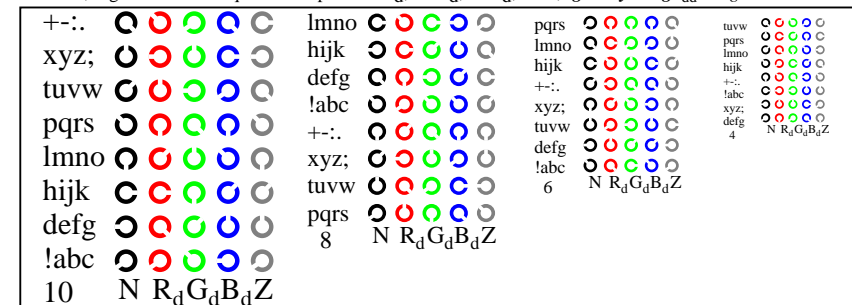 +-:.
xyz;
tuvw
pqrs
lmno
hijk
defg
!abc
10 N RdGdBdZ
lmno
hijk
defg
!abc
+-:.
xyz;
tuvw
pqrs
8 N RdGdBdZ
pqrs
lmno
hijk
+-:.
xyz;
tuvw
defg
!abc
6 N RdGdBdZ
tuvw
pqrs
lmno
hijk
+-:.
!abc
xyz;
defg
4 N RdGdBdZ